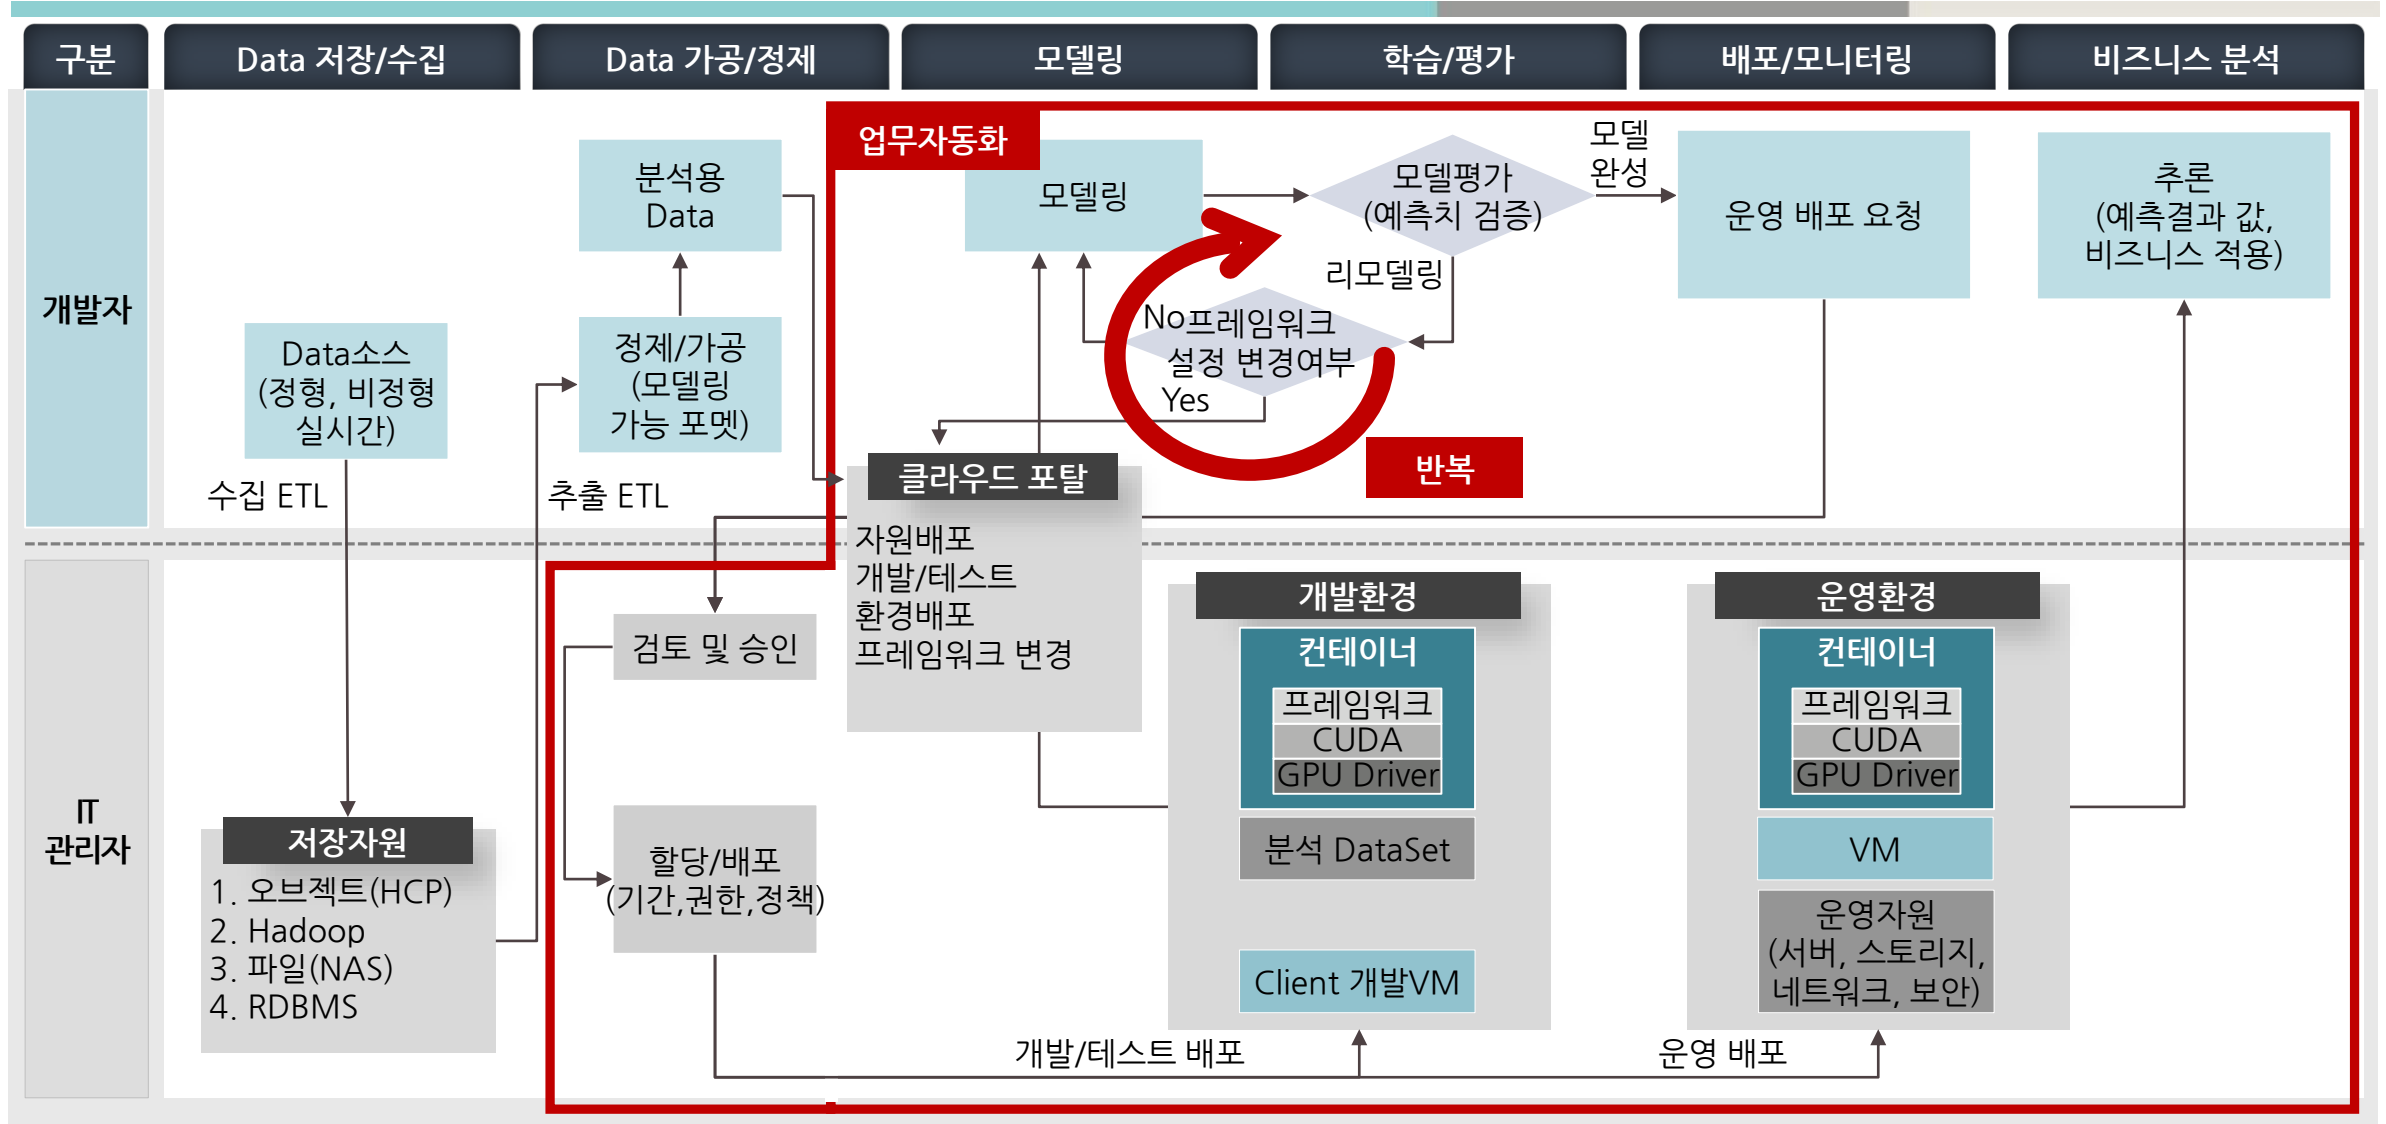 구분
Data 저장/수집
Data 가공/정제
모델링
학습/평가
배포/모니터링
비즈니스 분석
개발자
업무자동화
분석용
Data
모델링
모델평가
(예측치 검증)
모델
완성
운영 배포 요청
추론
(예측결과 값,
비즈니스 적용)
리모델링
Data소스
(정형, 비정형
실시간)
정제/가공
(모델링
가능 포멧)
No
프레임워크
설정 변경여부
Yes
반복
수집 ETL
추출 ETL
클라우드 포탈
자원배포
개발/테스트
환경배포
프레임워크 변경
IT
관리자
검토 및 승인
할당/배포
(기간,권한,정책)
저장자원
1. 오브젝트(HCP)
2. Hadoop
3. 파일(NAS)
4. RDBMS
개발환경
컨테이너
프레임워크
CUDA
GPU Driver
분석 DataSet
Client 개발VM
운영환경
컨테이너
프레임워크
CUDA
GPU Driver
VM
운영자원
(서버, 스토리지,
네트워크, 보안)
개발/테스트 배포
운영 배포